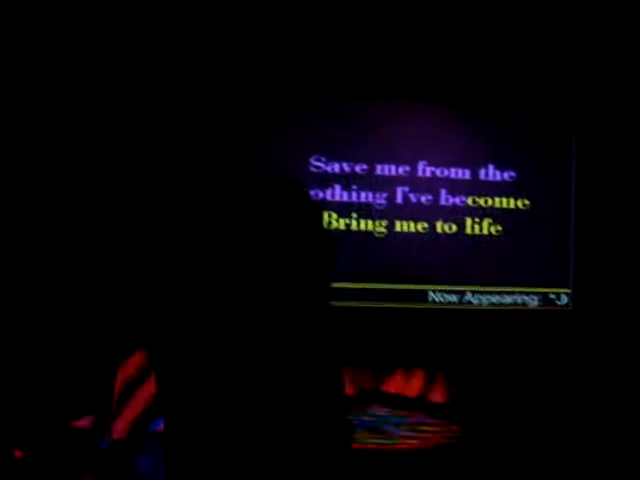 Save me from the
othing I've become
Bring me to life
Now Appearing: "J